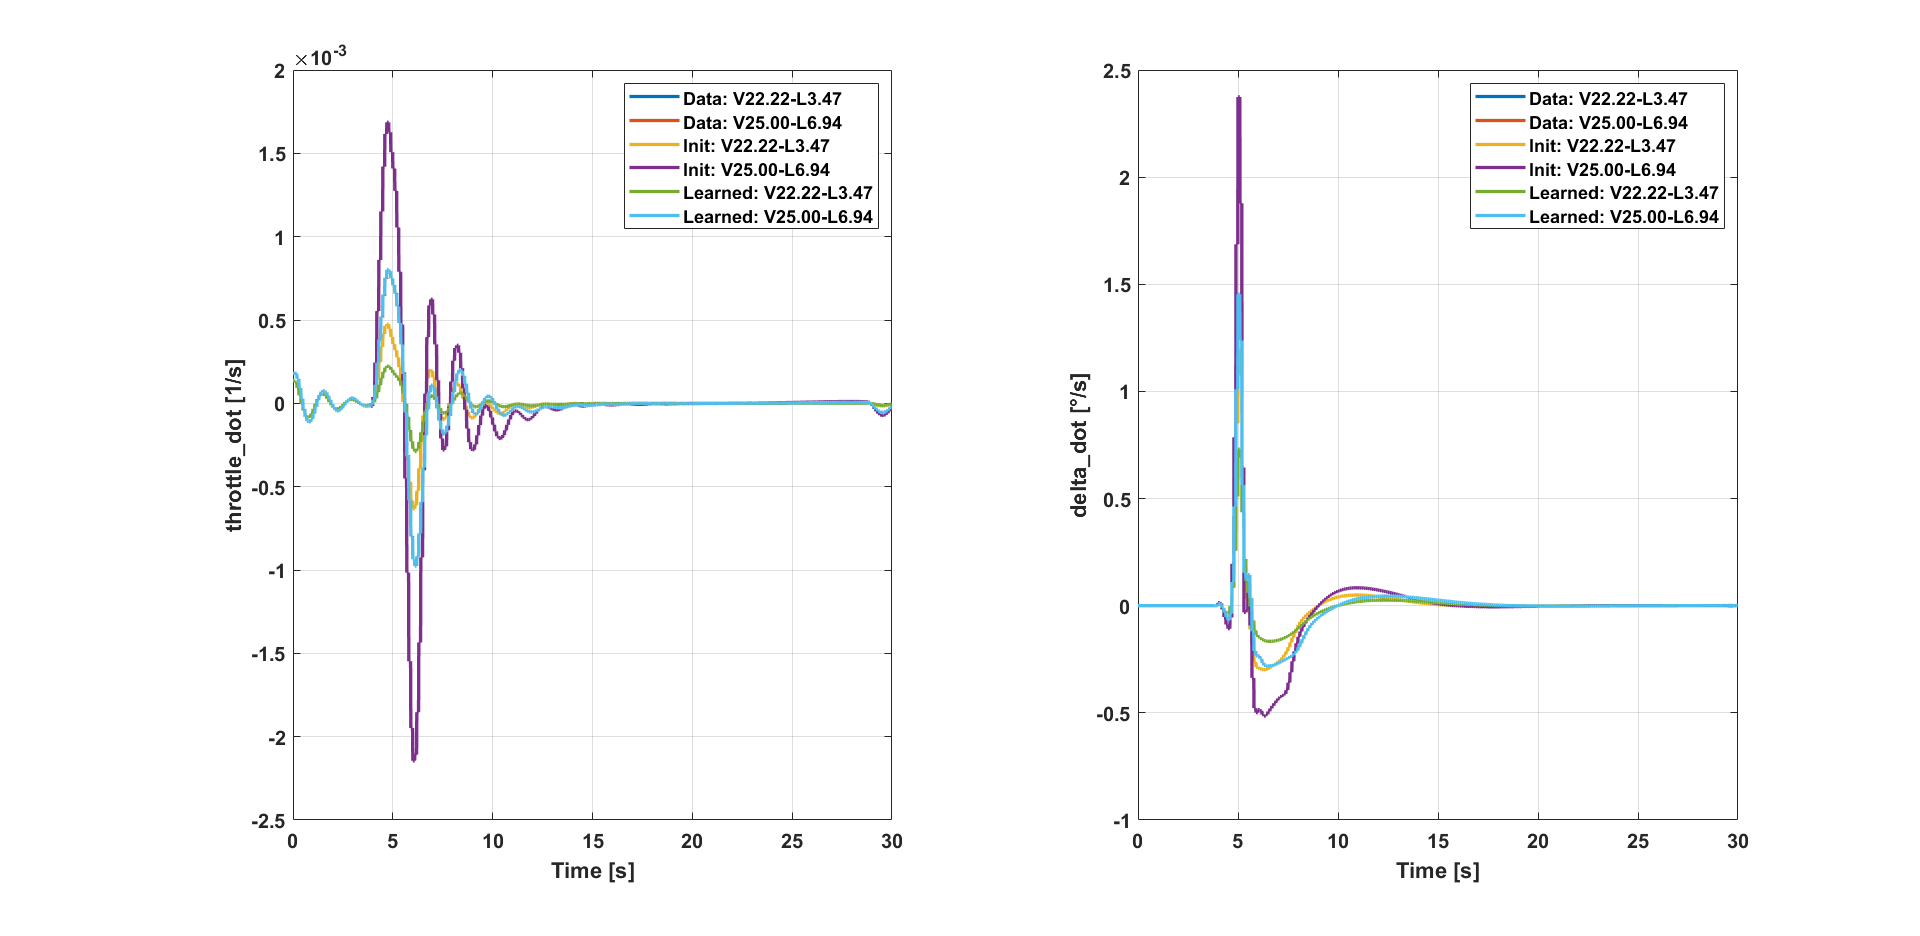 ×10-3
2
1.5
1
0.5
0
-0.5
-1
-1.5
-2
-2.5
throttle_dot [1/s]
0
5
10
15
20
25
30
Time [s]
Data: V22.22-L3.47
Data: V25.00-L6.94
Init: V22.22-L3.47
Init: V25.00-L6.94
Learned: V22.22-L3.47
Learned: V25.00-L6.94
2.5
2
1.5
1
0.5
0
-0.5
-1
delta_dot [°/s]
0
5
10
15
20
25
30
Time [s]
Data: V22.22-L3.47
Data: V25.00-L6.94
Init: V22.22-L3.47
Init: V25.00-L6.94
Learned: V22.22-L3.47
Learned: V25.00-L6.94